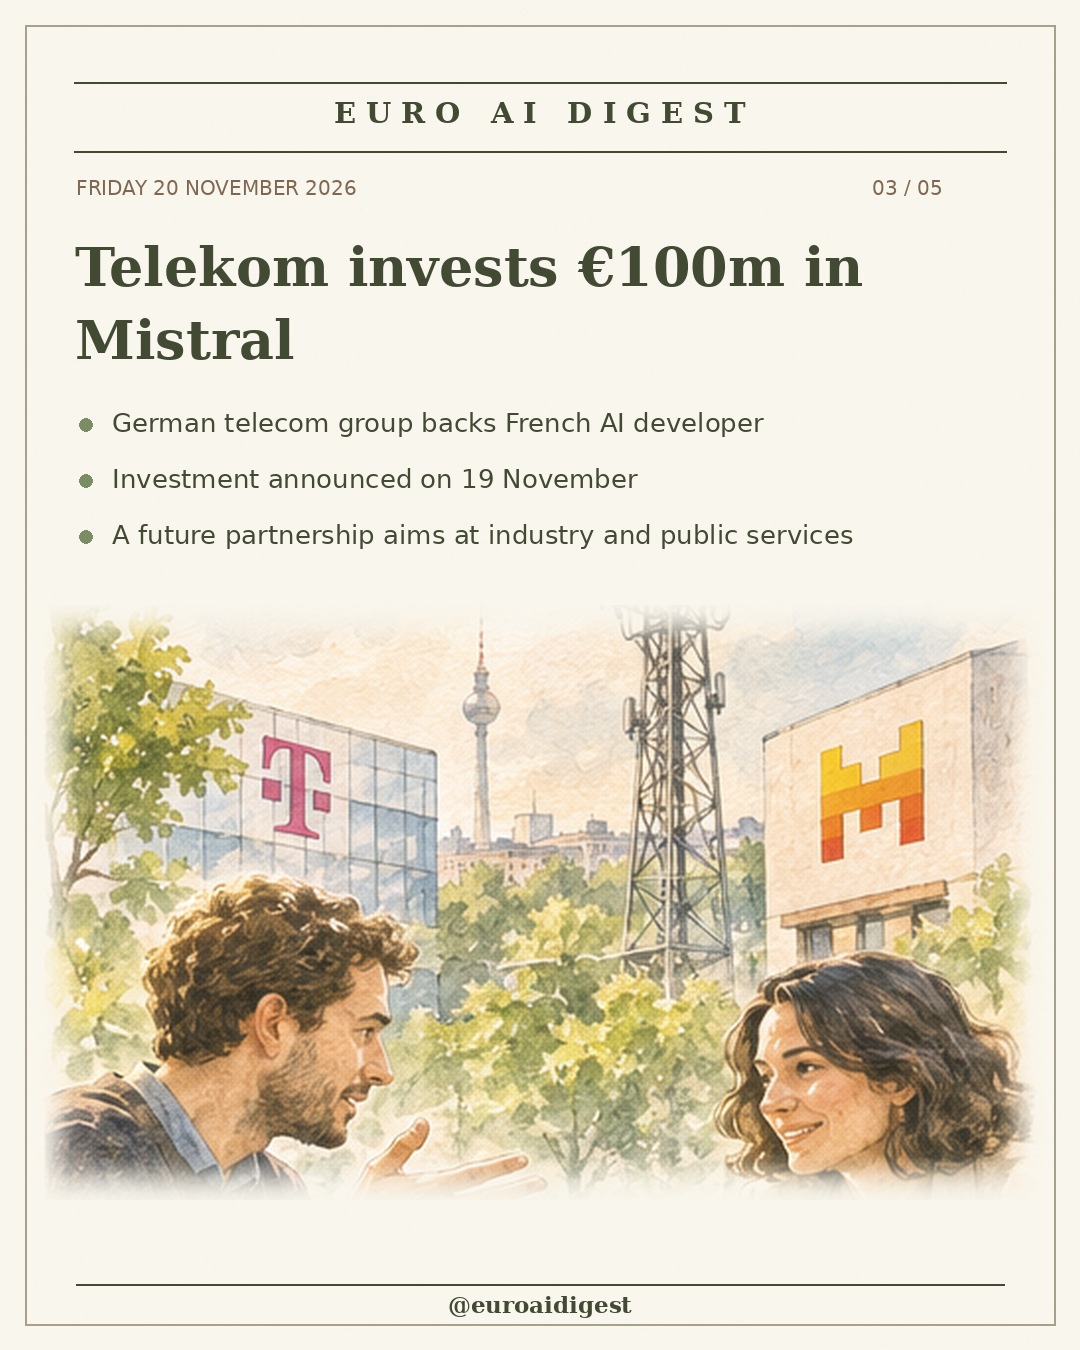 EURO AI DIGEST
FRIDAY 20 NOVEMBER 2026
03 / 05
Telekom invests €100m in
Mistral
German telecom group backs French AI developer
Investment announced on 19 November
A future partnership aims at industry and public services
T
M
@euroaidigest